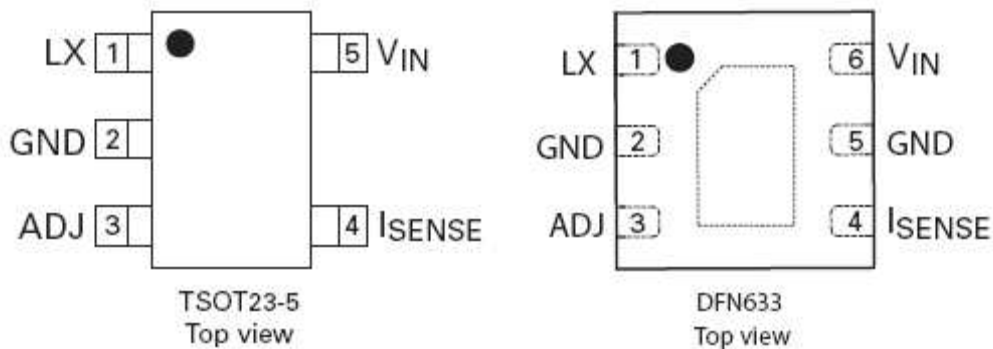 LX 1 5 VIN
GND 2
ADJ 3 4 ISENSE
TSOT23-5
Top view
LX 1 6 VIN
GND 2 5 GND
ADJ 3 4 ISENSE
DFN633
Top view